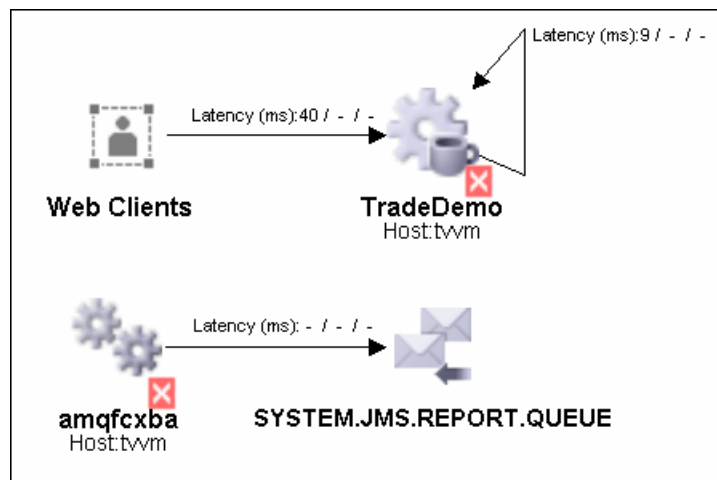 Latency (ms):9 / - / -
Latency (ms):40 / - / -
Web Clients
TradeDemo
Host:tvvm
Latency (ms): - / - / -
amqfcxba
Host:tvvm
SYSTEM.JMS.REPORT.QUEUE